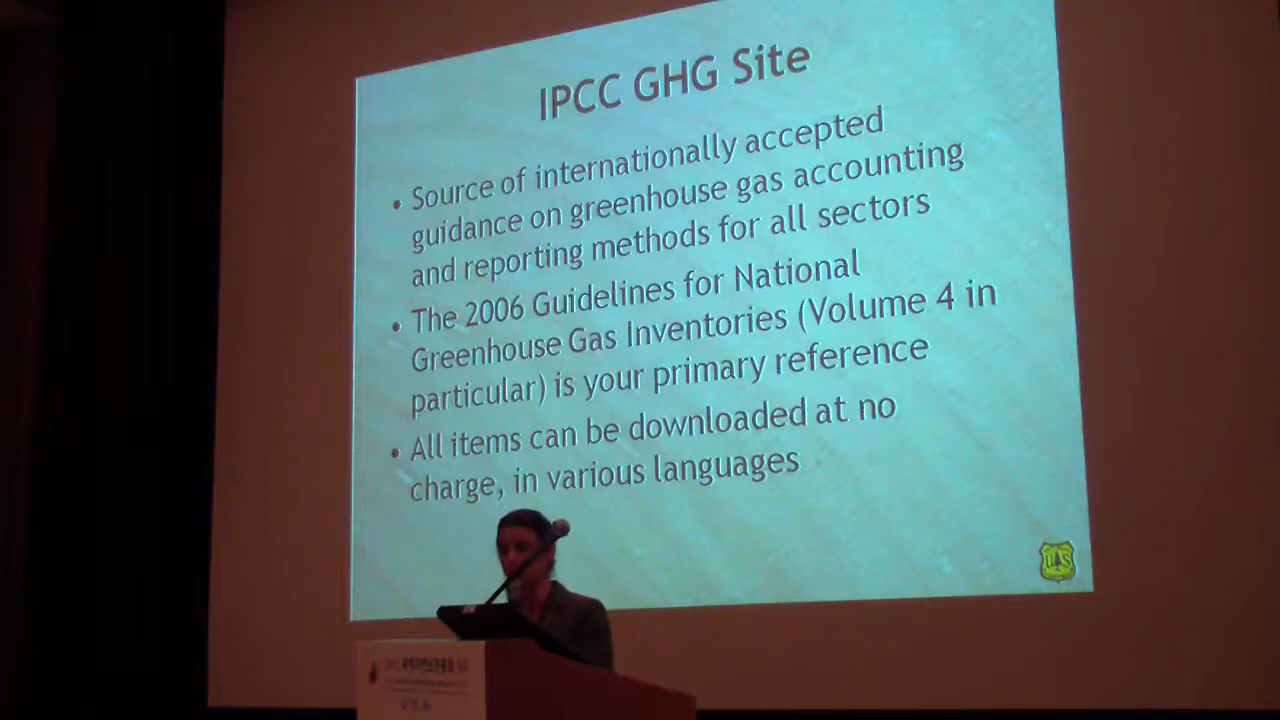 IPCC GHG Site
• Source of internationally accepted
guidance on greenhouse gas accounting
and reporting methods for all sectors
• The 2006 Guidelines for National
Greenhouse Gas Inventories (Volume 4 in
particular) is your primary reference
• All items can be downloaded at no
charge, in various languages
U S